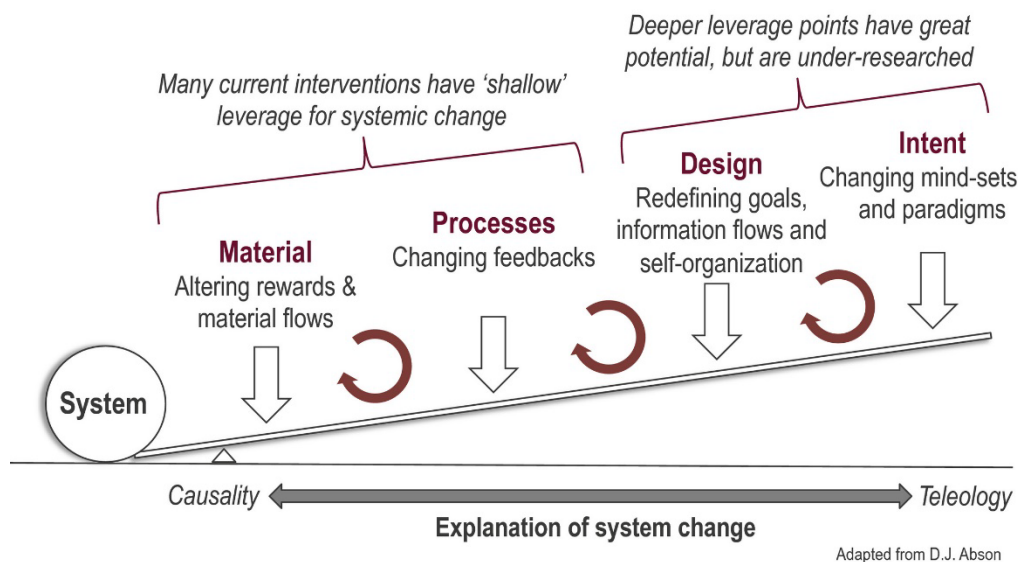 Deeper leverage points have great
potential, but are under-researched
Many current interventions have ‘shallow’
leverage for systemic change
Intent
Changing mind-sets
and paradigms
Design
Redefining goals,
information flows and
self-organization
Processes
Changing feedbacks
Material
Altering rewards &
material flows
System
Causality
Teleology
Explanation of system change
Adapted from D.J. Abson